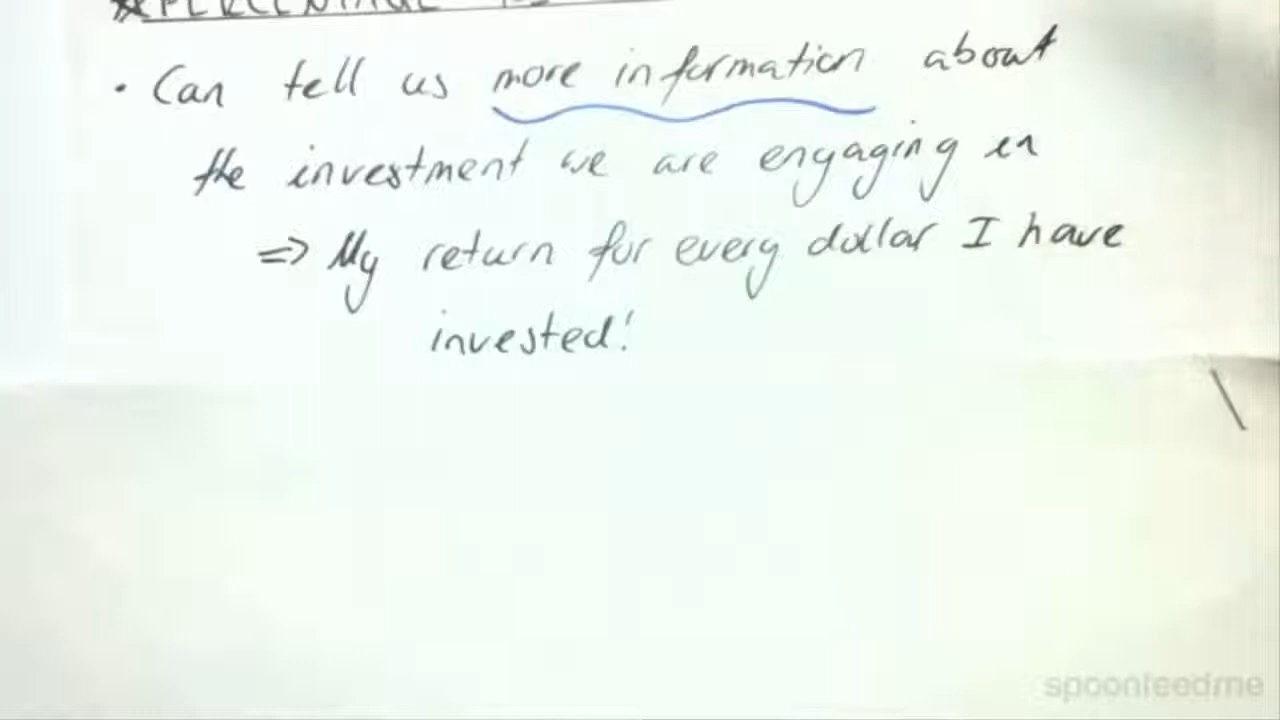 · Can tell us more information about
the investment we are engaging in
=> My return for every dollar I have
invested!
spoonfeedme